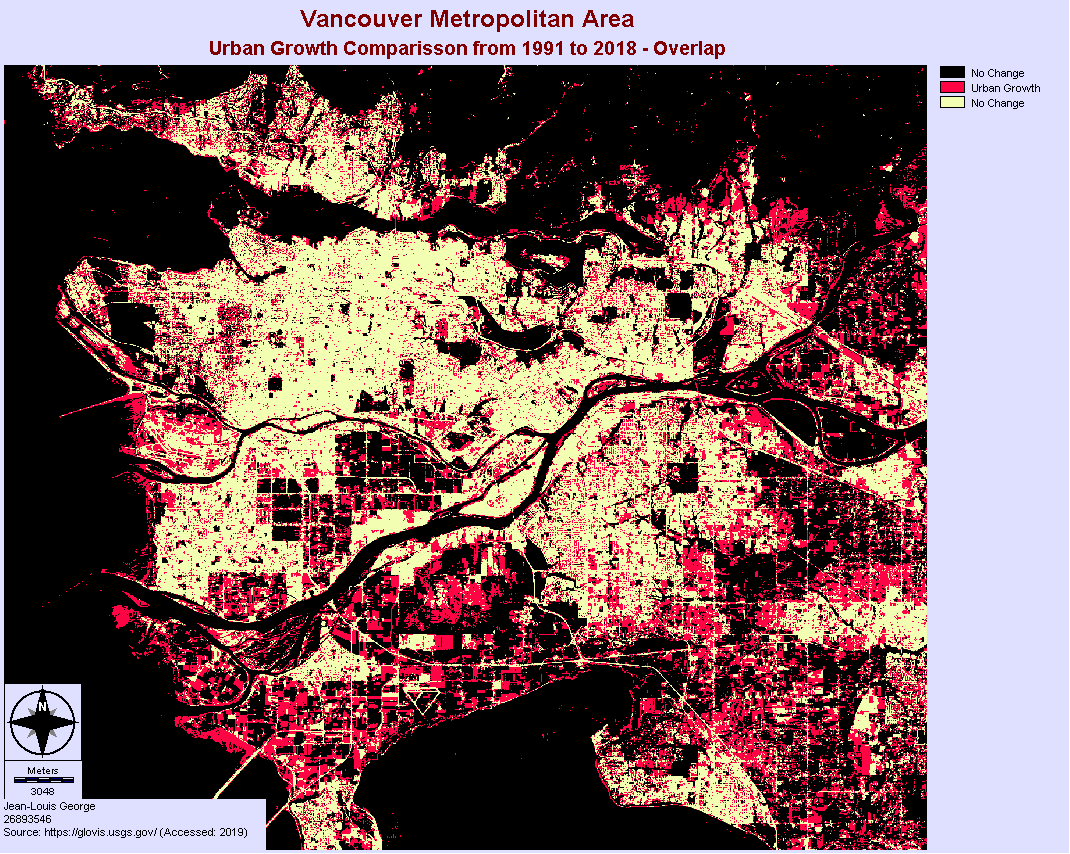 Vancouver Metropolitan Area
Urban Growth Comparisson from 1991 to 2018 - Overlap
No Change
Urban Growth
No Change
N
Meters
3048
Jean-Louis George
26893546
Source: https://glovis.usgs.gov/ (Accessed: 2019)